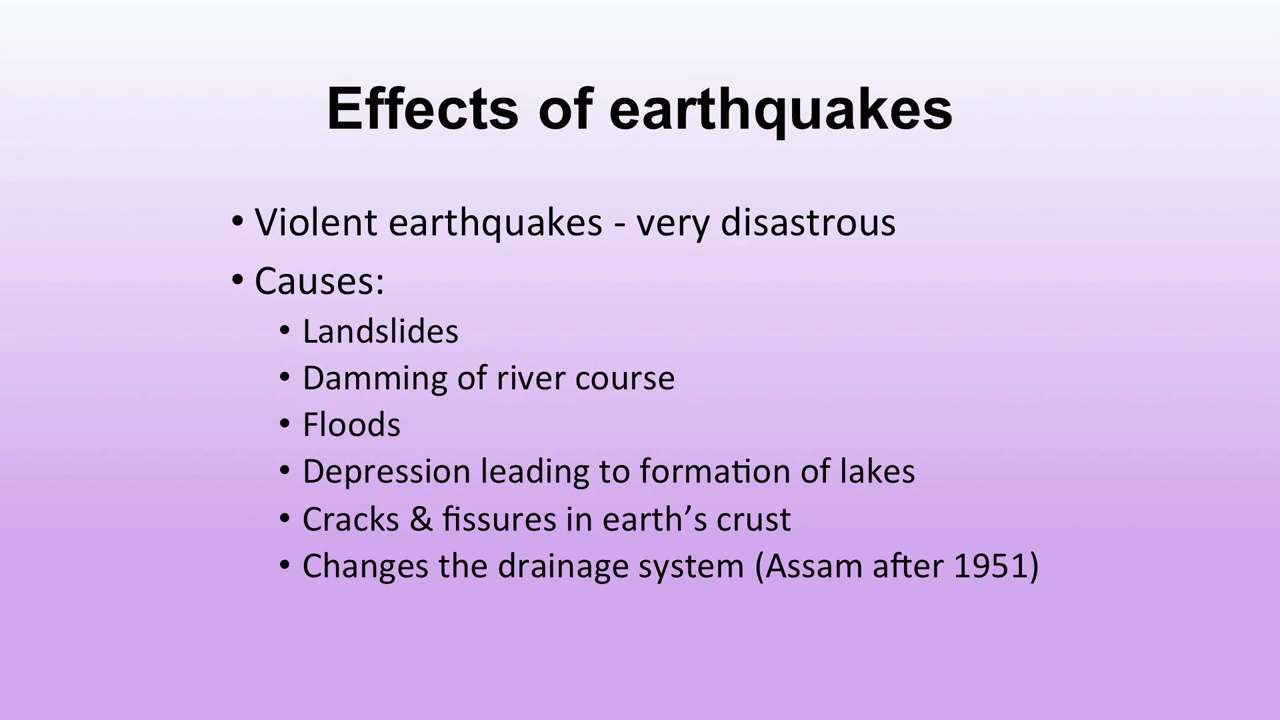 Effects of earthquakes
• Violent earthquakes - very disastrous
• Causes:
• Landslides
• Damming of river course
• Floods
• Depression leading to formation of lakes
• Cracks & fissures in earth’s crust
• Changes the drainage system (Assam after 1951)